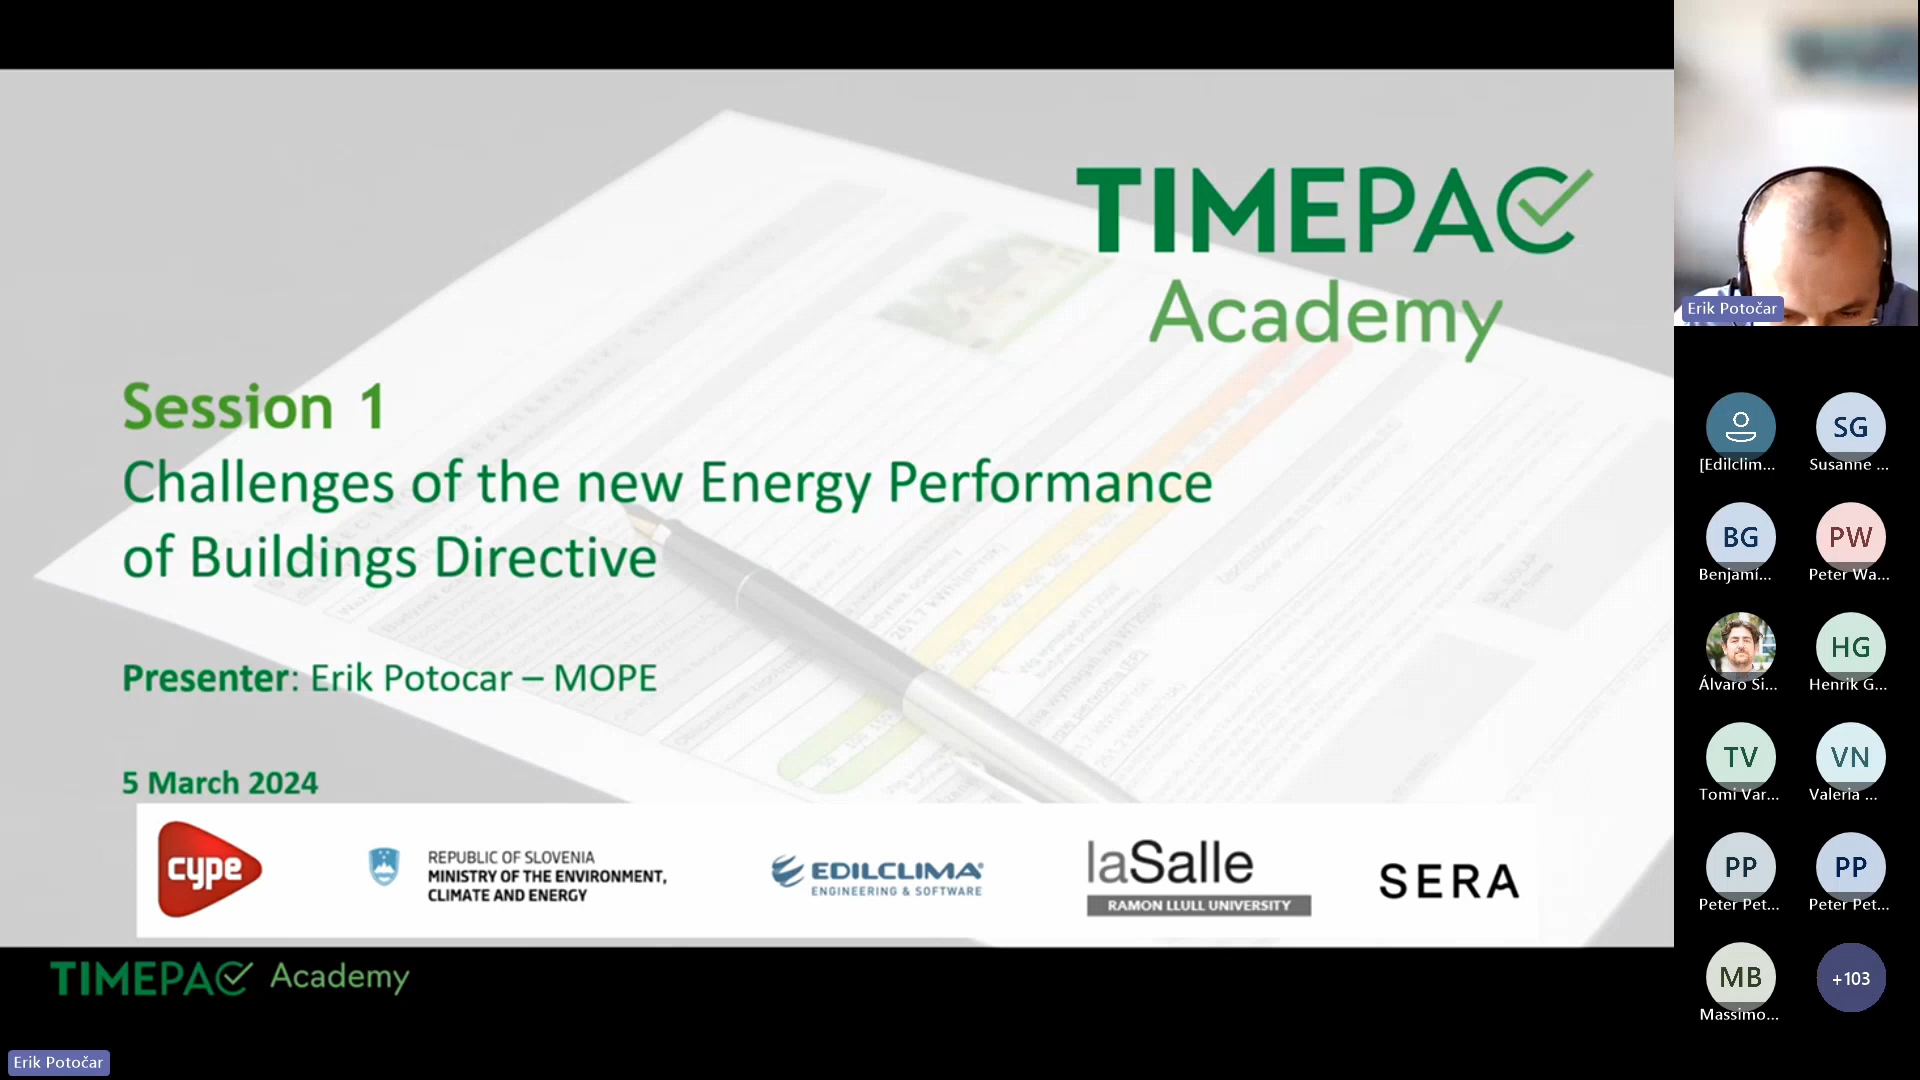 TIMEPAC
Academy
Session 1
Challenges of the new Energy Performance
of Buildings Directive
Presenter: Erik Potocar – MOPE
5 March 2024
cype
REPUBLIC OF SLOVENIA
MINISTRY OF THE ENVIRONMENT,
CLIMATE AND ENERGY
EDILCLIMA®
ENGINEERING & SOFTWARE
laSalle
RAMON LLULL UNIVERSITY
SERA
TIMEPAC Academy
Erik Potočar
Erik Potočar
[Edilclim...
SG
Susanne ...
BG
Benjamí...
PW
Peter Wa...
Álvaro Si...
HG
Henrik G...
TV
Tomi Var...
VN
Valeria ...
PP
Peter Pet...
PP
Peter Pet...
MB
Massimo...
+103